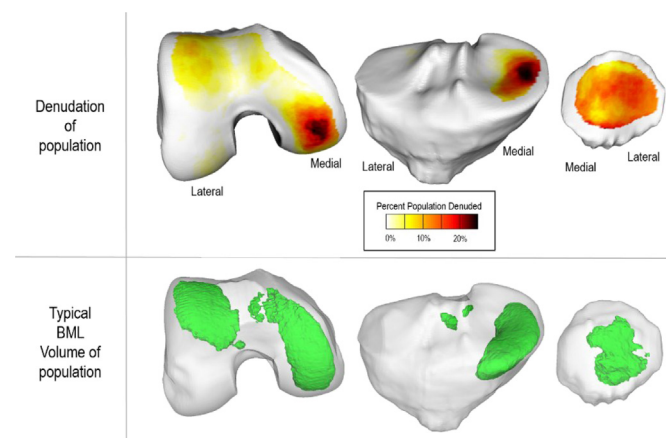 Denudation
of
population
Lateral
Medial
Lateral
Medial
Medial
Lateral
Percent Population Denuded
0%
10%
20%
Typical
BML
Volume of
population